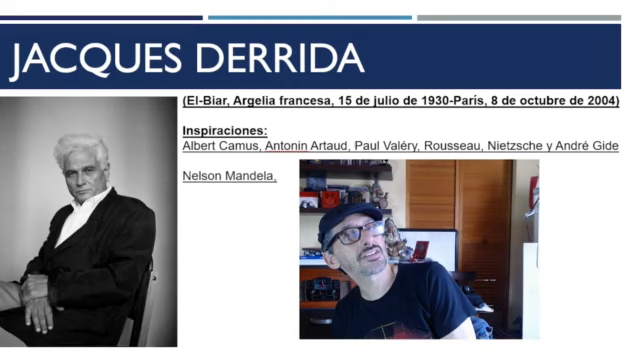 JACQUES DERRIDA
(El-Biar, Argelia francesa, 15 de julio de 1930-París, 8 de octubre de 2004)
Inspiraciones:
Albert Camus, Antonin Artaud, Paul Valéry, Rousseau, Nietzsche y André Gide
Nelson Mandela,